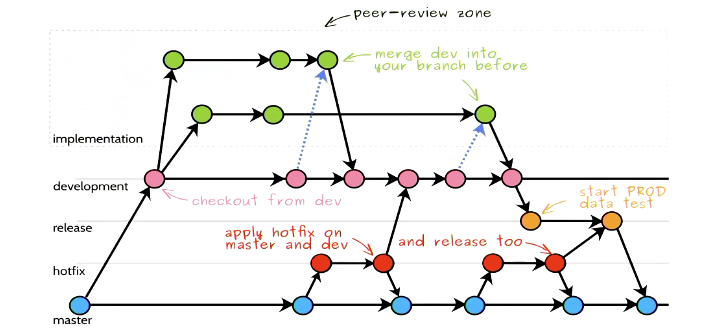 peer-review zone
merge dev into
your branch before
implementation
development
checkout from dev
start PROD
data test
release
apply hotfix on
master and dev
and release too
hotfix
master